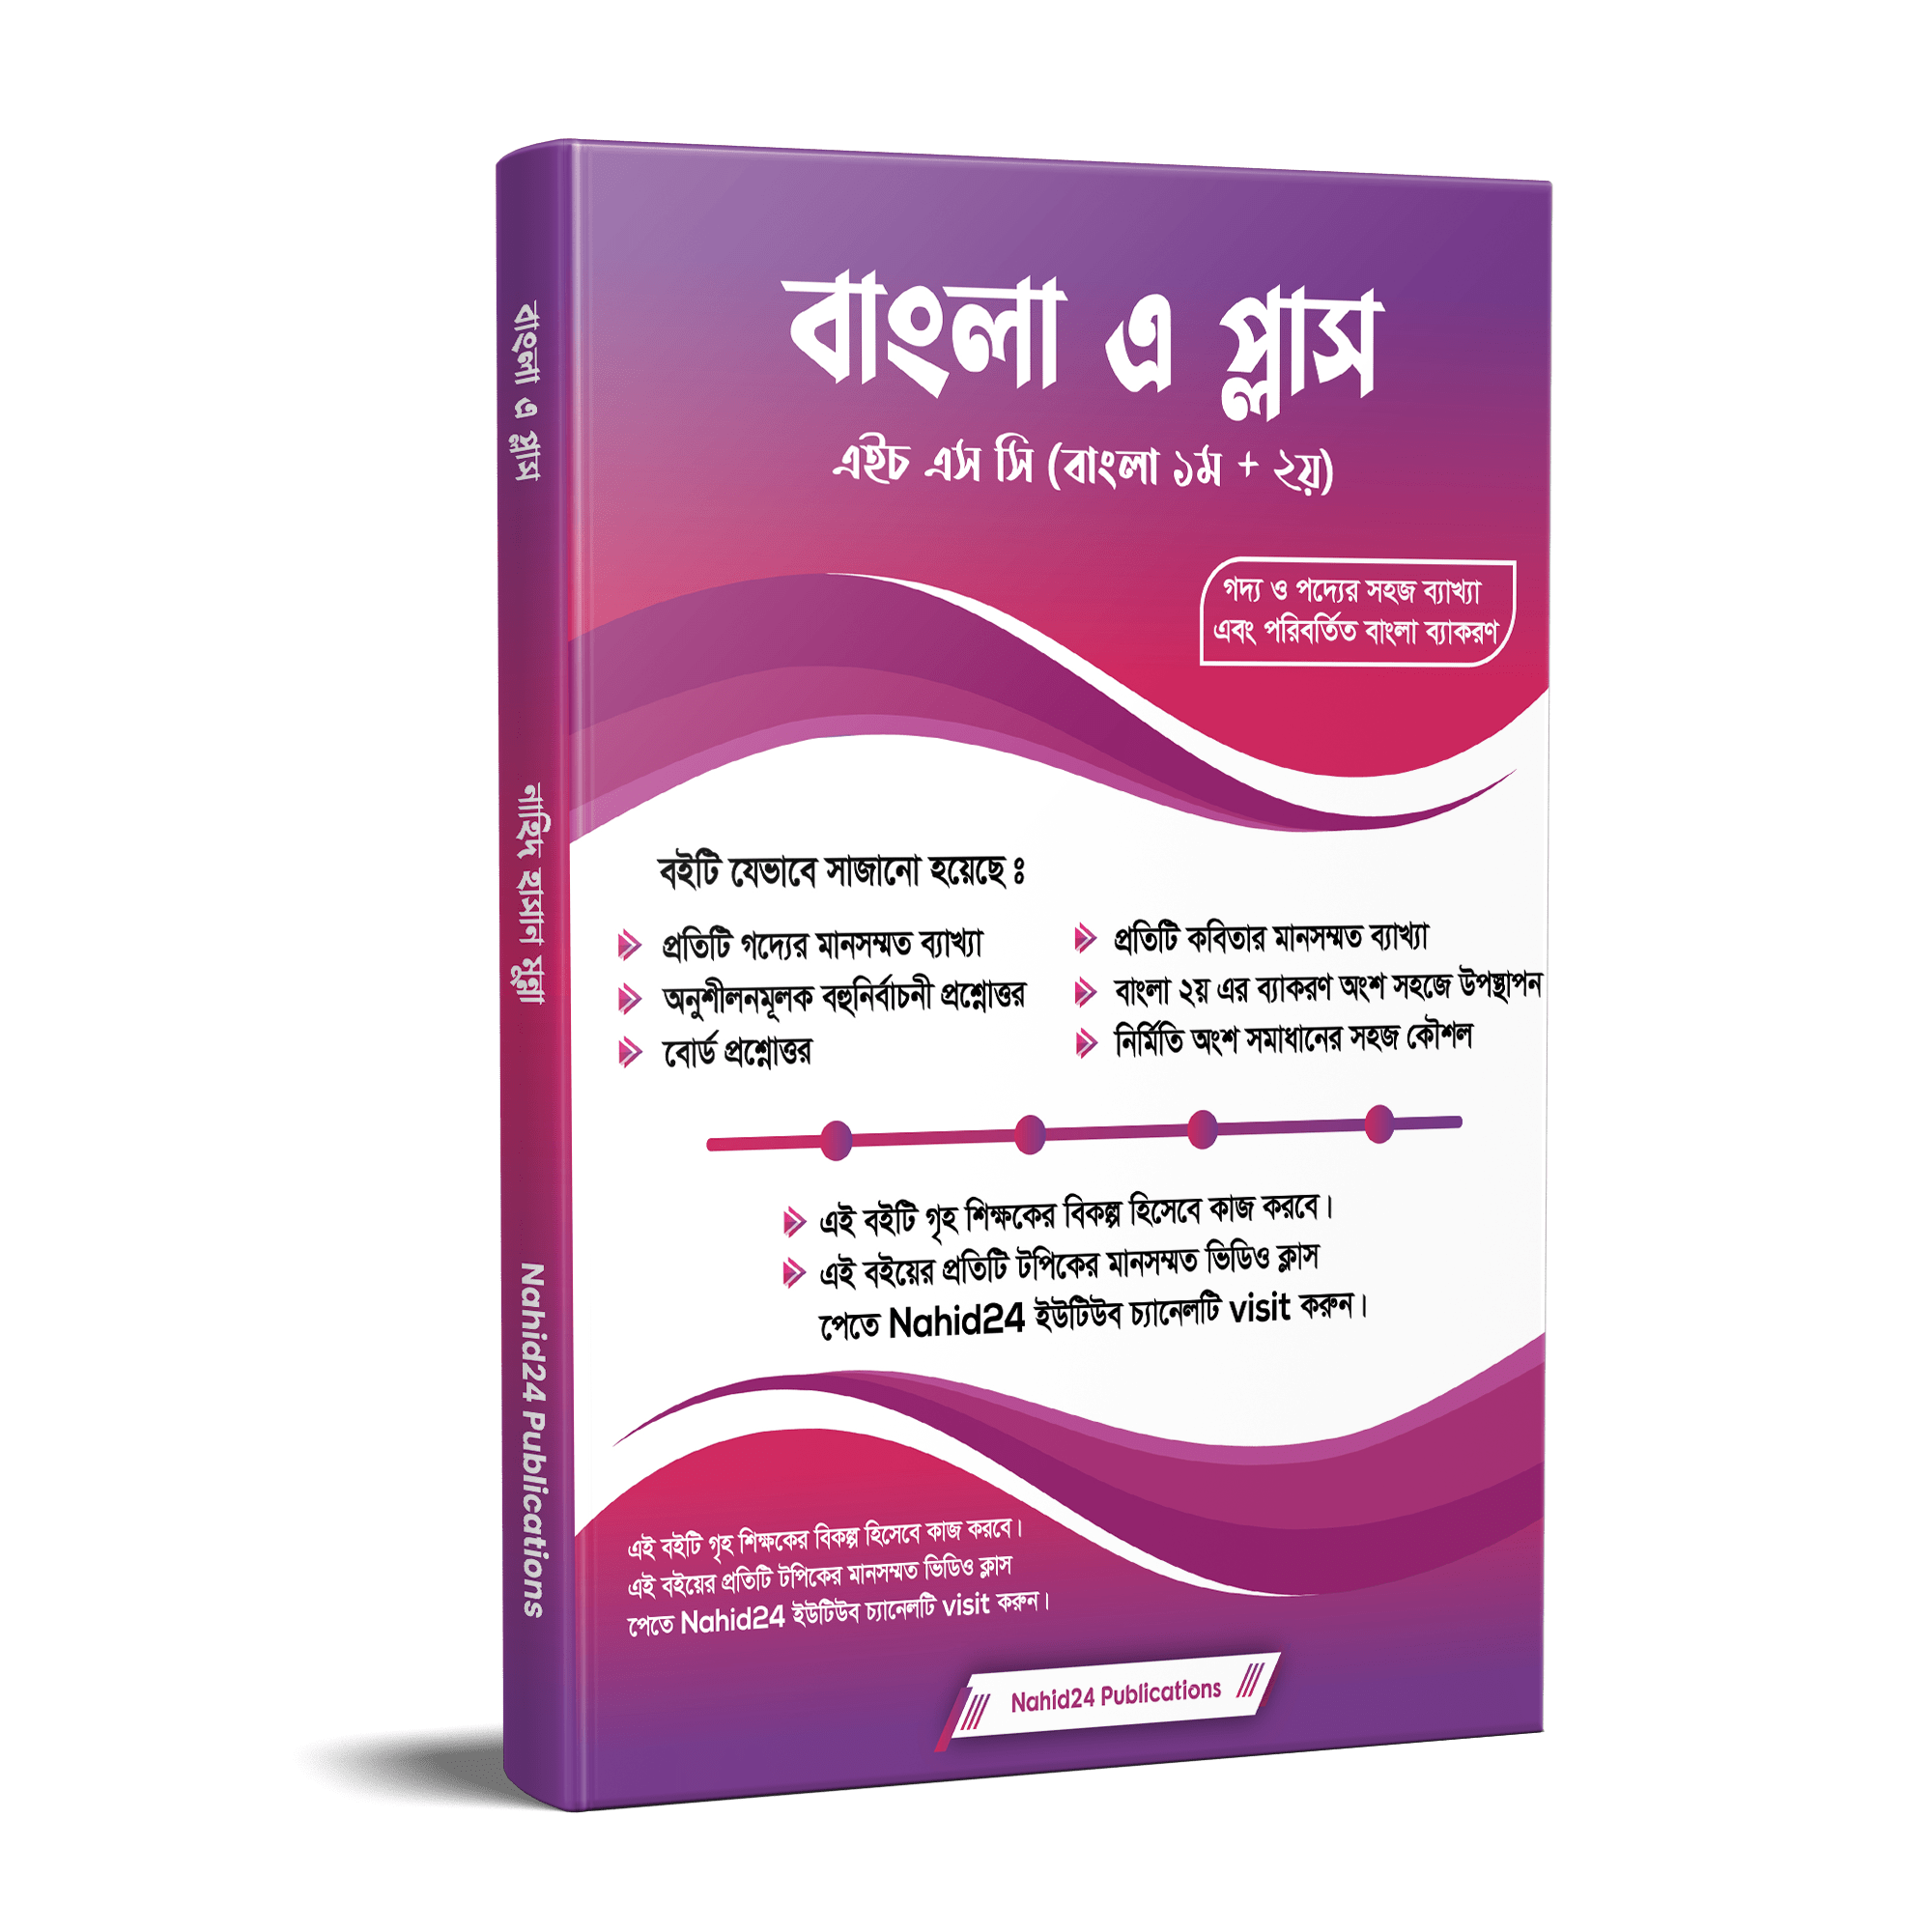 বাংলা এ প্লাস
এইচ এস সি (বাংলা ১ম + ২য়)
গদ্য ও পদ্যের সহজ ব্যাখ্যা
এবং পরিবর্তিত বাংলা ব্যাকরণ
বইটি যেভাবে সাজানো হয়েছে ঃ
প্রতিটি গদ্যের মানসম্মত ব্যাখ্যা
অনুশীলনমূলক বহুনির্বাচনী প্রশ্নোত্তর
বোর্ড প্রশ্নোত্তর
প্রতিটি কবিতার মানসম্মত ব্যাখ্যা
বাংলা ২য় এর ব্যাকরণ অংশ সহজে উপস্থাপন
নির্মিতি অংশ সমাধানের সহজ কৌশল
এই বইটি গৃহ শিক্ষকের বিকল্প হিসেবে কাজ করবে।
এই বইয়ের প্রতিটি টপিকের মানসম্মত ভিডিও ক্লাস
পেতে Nahid24 ইউটিউব চ্যানেলটি visit করুন।
এই বইটি গৃহ শিক্ষকের বিকল্প হিসেবে কাজ করবে।
এই বইয়ের প্রতিটি টপিকের মানসম্মত ভিডিও ক্লাস
পেতে Nahid24 ইউটিউব চ্যানেলটি visit করুন।
Nahid24 Publications
বাংলা এ প্লাস
নাহিদ হাসান মুন্না
Nahid24 Publications